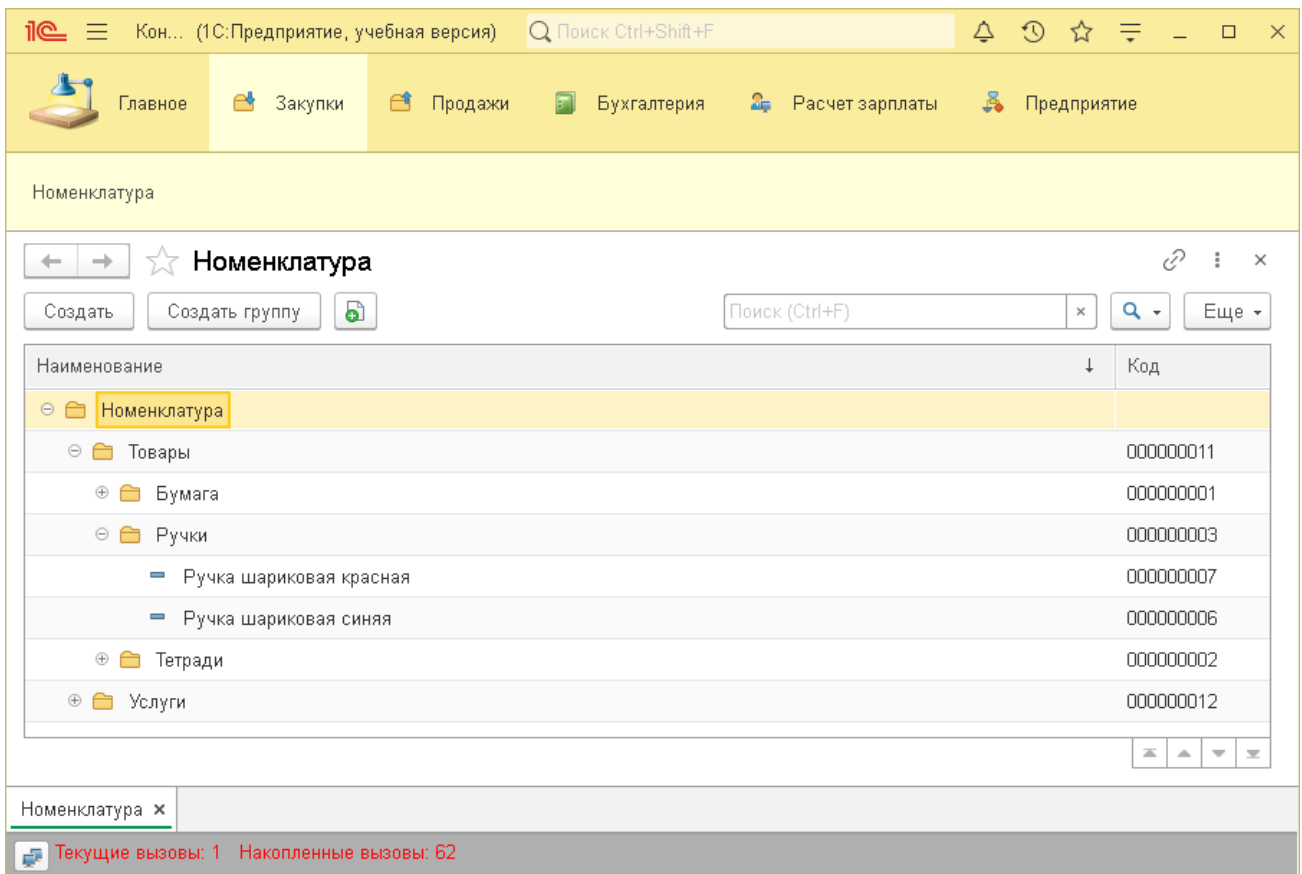 1С Кон... (1С:Предприятие, учебная версия) Поиск Ctrl+Shift+F
Главное Закупки Продажи Бухгалтерия Расчет зарплаты Предприятие
Номенклатура
Номенклатура
Создать Создать группу Поиск (Ctrl+F) × Еще
Наименование ↓ Код
Номенклатура
Товары 000000011
Бумага 000000001
Ручки 000000003
Ручка шариковая красная 000000007
Ручка шариковая синяя 000000006
Тетради 000000002
Услуги 000000012
Номенклатура ×
Текущие вызовы: 1 Накопленные вызовы: 62